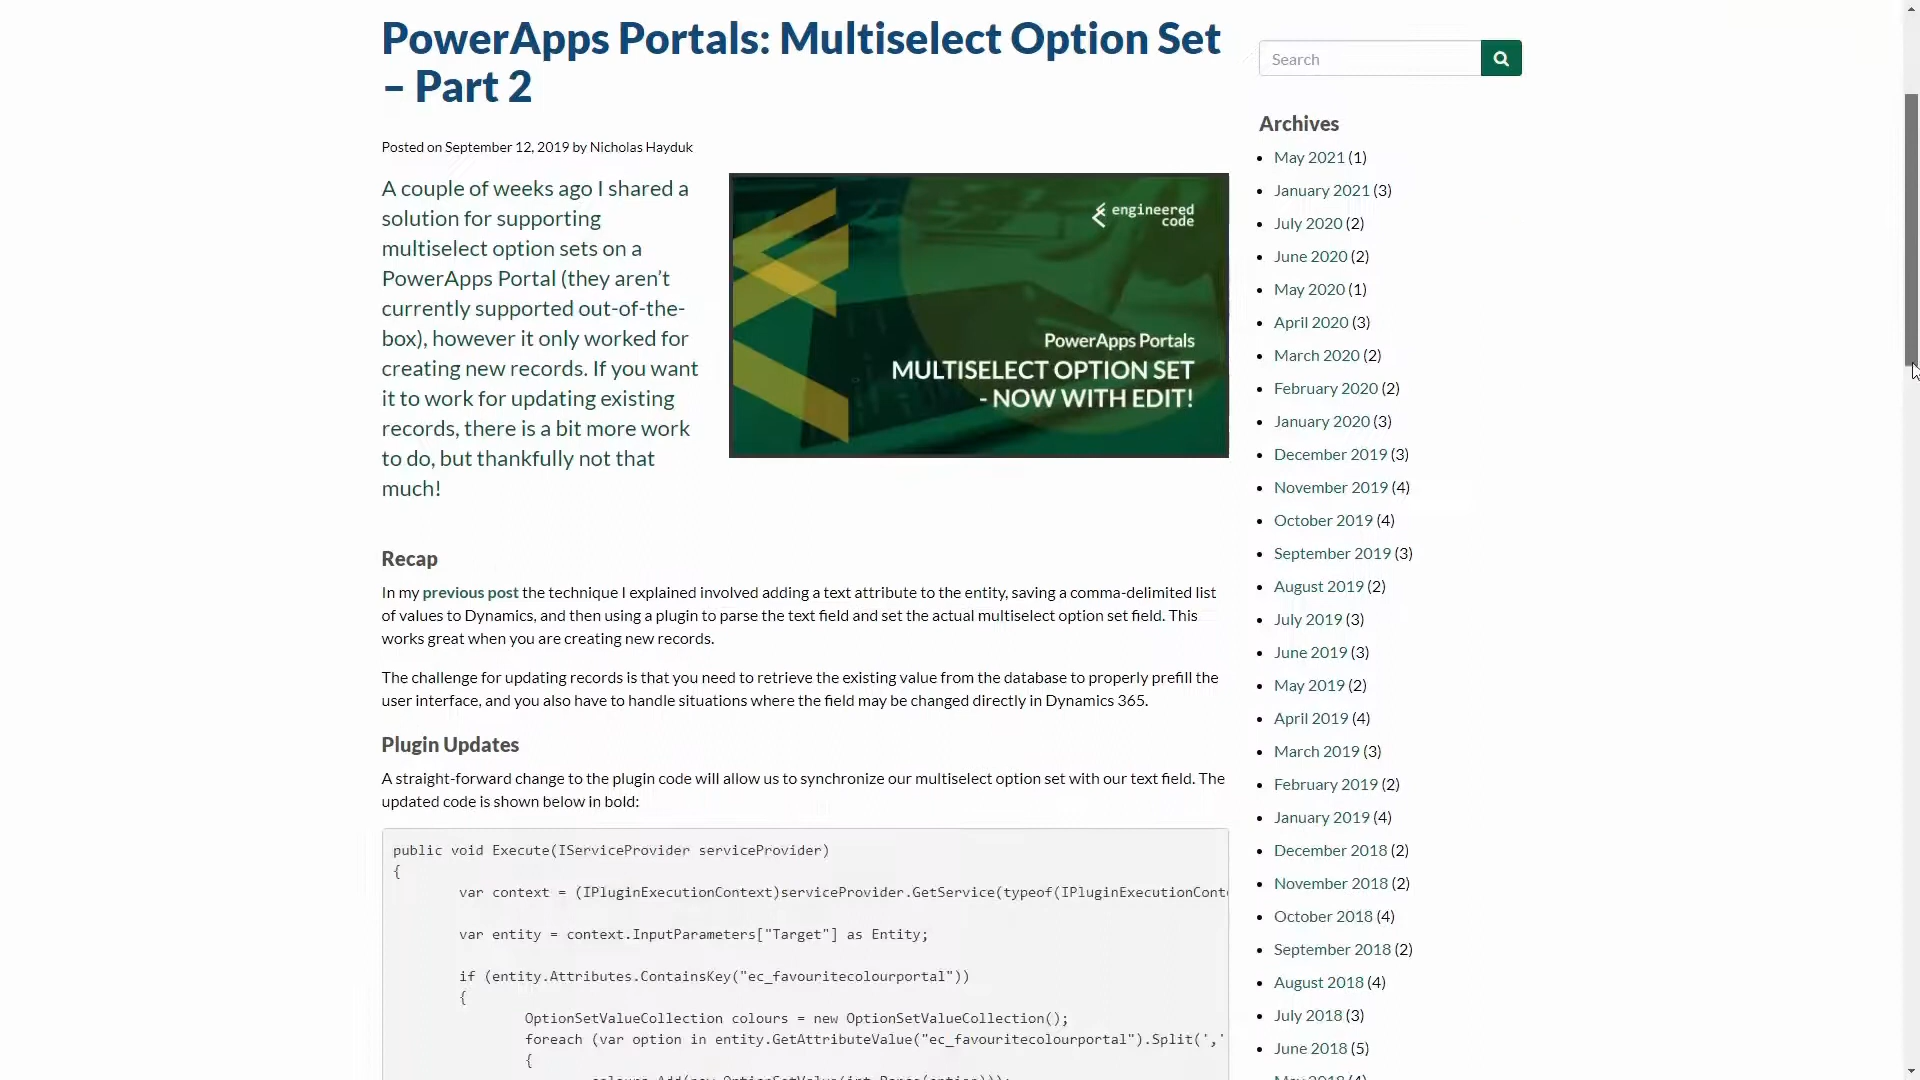 PowerApps Portals: Multiselect Option Set
– Part 2
Posted on September 12, 2019 by Nicholas Hayduk
A couple of weeks ago I shared a
solution for supporting
multiselect option sets on a
PowerApps Portal (they aren’t
currently supported out-of-the-
box), however it only worked for
creating new records. If you want
it to work for updating existing
records, there is a bit more work
to do, but thankfully not that
much!
engineered
code
PowerApps Portals
MULTISELECT OPTION SET
- NOW WITH EDIT!
Recap
In my previous post the technique I explained involved adding a text attribute to the entity, saving a comma-delimited list
of values to Dynamics, and then using a plugin to parse the text field and set the actual multiselect option set field. This
works great when you are creating new records.
The challenge for updating records is that you need to retrieve the existing value from the database to properly prefill the
user interface, and you also have to handle situations where the field may be changed directly in Dynamics 365.
Plugin Updates
A straight-forward change to the plugin code will allow us to synchronize our multiselect option set with our text field. The
updated code is shown below in bold:
public void Execute(IServiceProvider serviceProvider)
{
var context = (IPluginExecutionContext)serviceProvider.GetService(typeof(IPluginExecutionConte
var entity = context.InputParameters["Target"] as Entity;
if (entity.Attributes.ContainsKey("ec_favouritecolourportal"))
{
OptionSetValueCollection colours = new OptionSetValueCollection();
foreach (var option in entity.GetAttributeValue("ec_favouritecolourportal").Split(','
{
colours.Add(new OptionSetValue(int.Parse(option)));
Search
Archives
May 2021 (1)
January 2021 (3)
July 2020 (2)
June 2020 (2)
May 2020 (1)
April 2020 (3)
March 2020 (2)
February 2020 (2)
January 2020 (3)
December 2019 (3)
November 2019 (4)
October 2019 (4)
September 2019 (3)
August 2019 (2)
July 2019 (3)
June 2019 (3)
May 2019 (2)
April 2019 (4)
March 2019 (3)
February 2019 (2)
January 2019 (4)
December 2018 (2)
November 2018 (2)
October 2018 (4)
September 2018 (2)
August 2018 (4)
July 2018 (3)
June 2018 (5)
May 2018 (4)